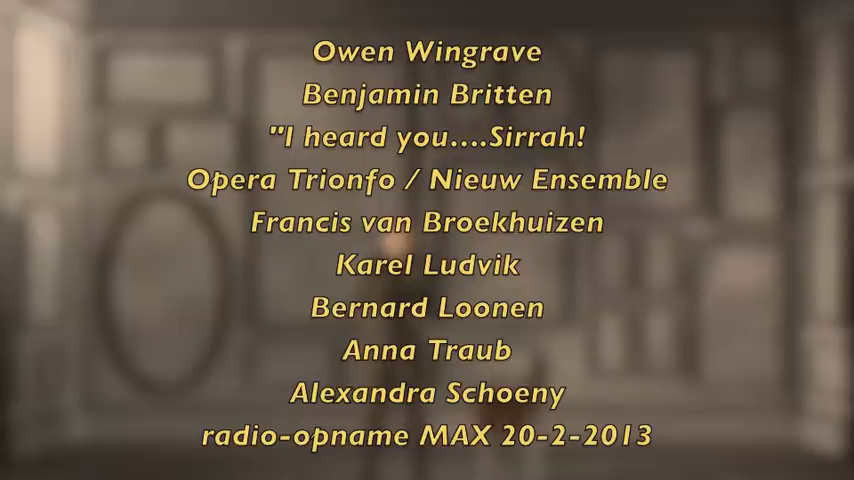 Owen Wingrave
Benjamin Britten
"I heard you....Sirrah!
Opera Trionfo / Nieuw Ensemble
Francis van Broekhuizen
Karel Ludvik
Bernard Loonen
Anna Traub
Alexandra Schoeny
radio-opname MAX 20-2-2013